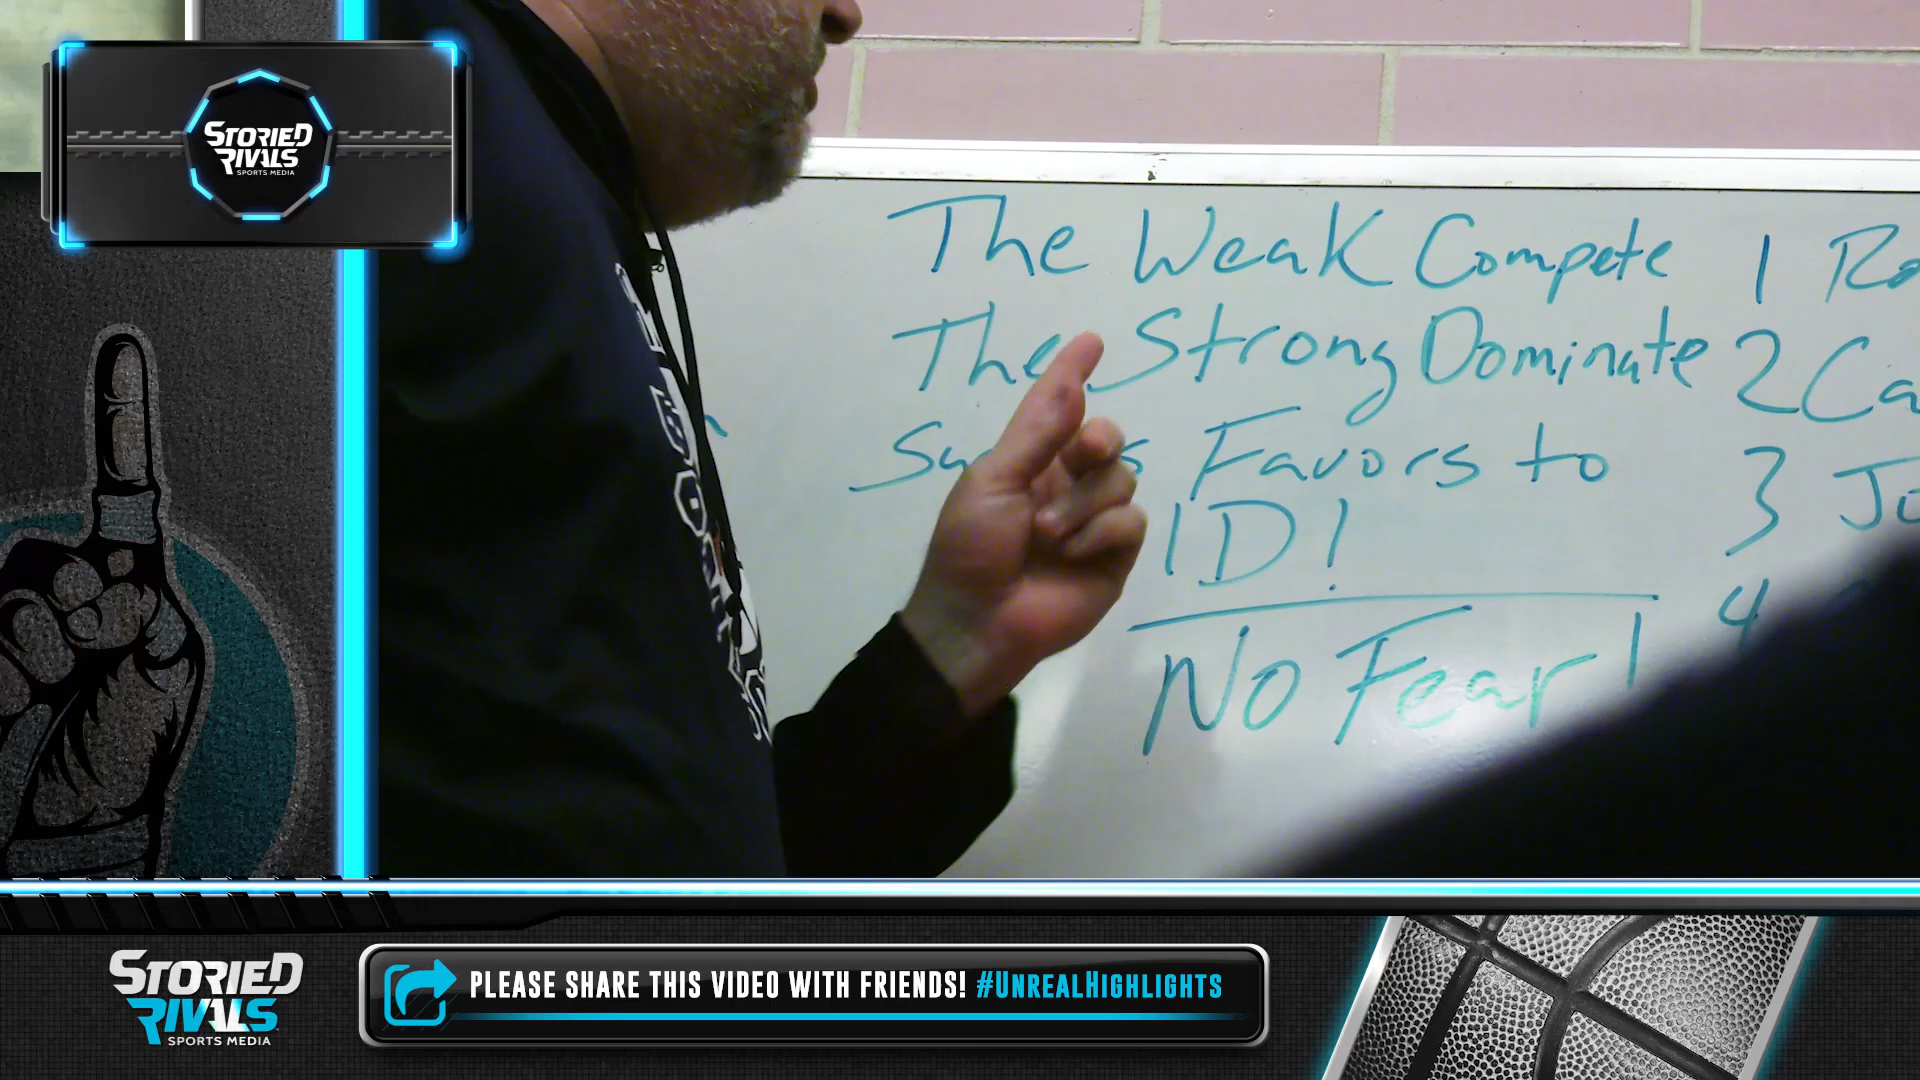 STORIED
RIVALS
SPORTS MEDIA
The Weak Compete
The Strong Dominate
Favors to
1D!
No Fear!
1
2
3
4
STORIED
RIVALS
SPORTS MEDIA
PLEASE SHARE THIS VIDEO WITH FRIENDS! #UNREALHIGHLIGHTS